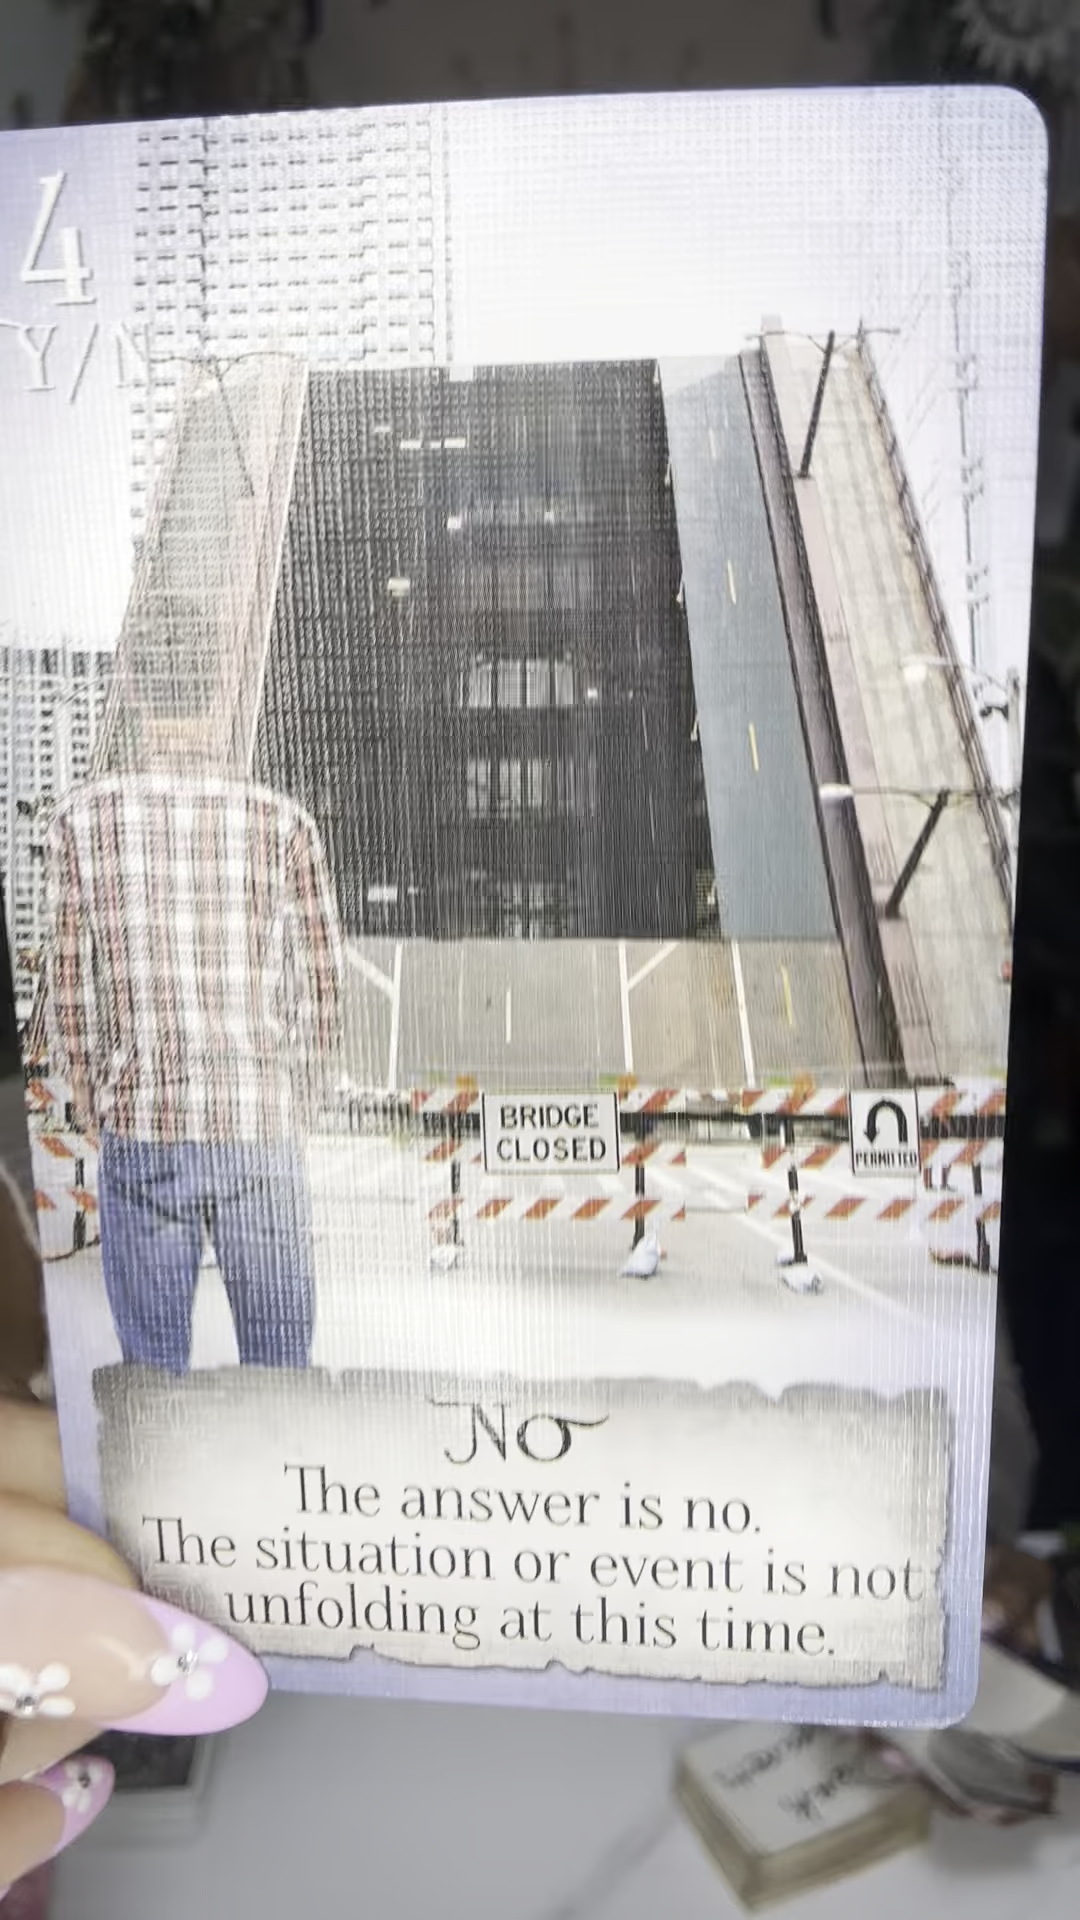 4
Y/N
BRIDGE
CLOSED
PERMITTED
No
The answer is no.
The situation or event is not
unfolding at this time.